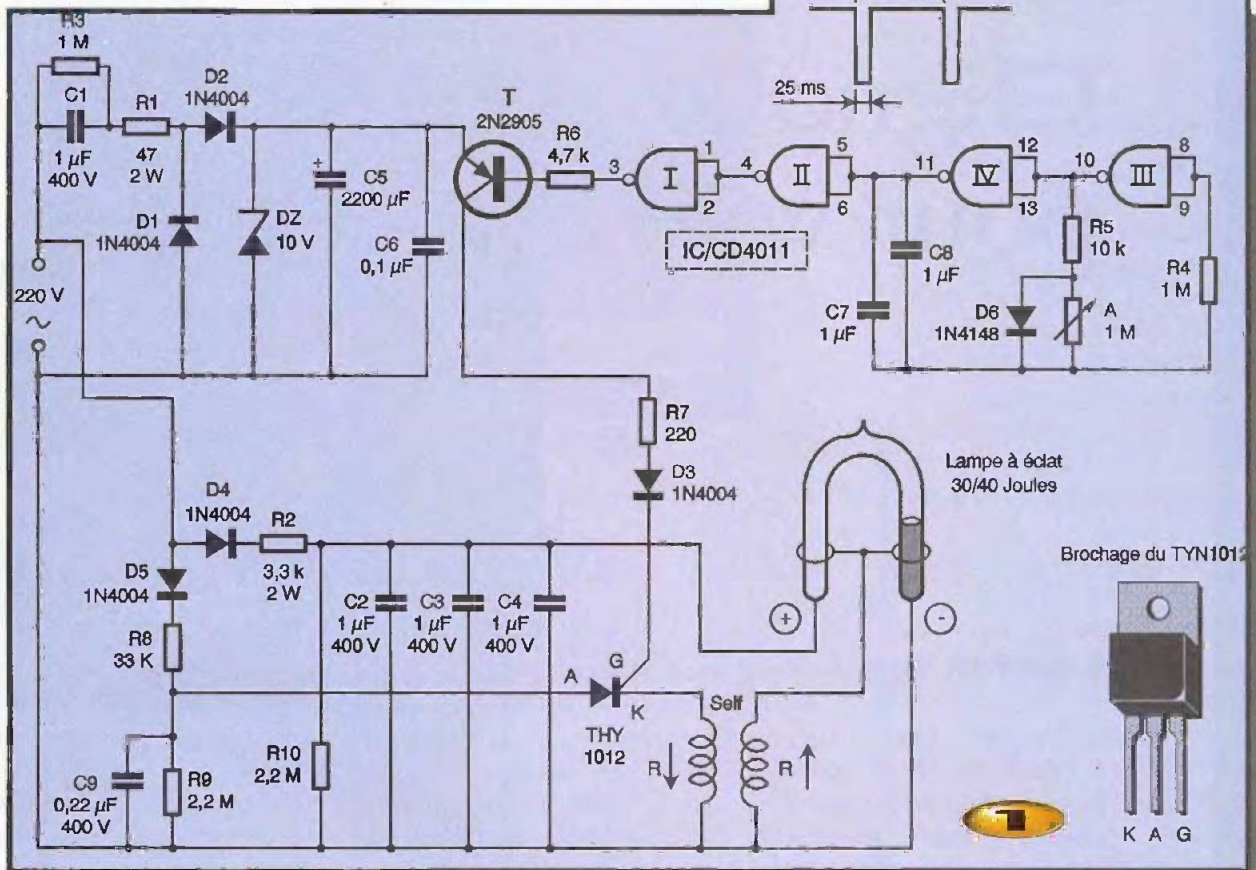 R3
1 M
C1
1 µF
400 V
R1
47
2 W
D2
1N4004
D1
1N4004
DZ
10 V
+
C5
2200 µF
C6
0,1 µF
T
2N2905
R6
4,7 k
3
I
1
2
4
II
5
6
IC/CD4011
25 ms
11
IV
12
13
10
III
8
9
C8
1 µF
C7
1 µF
R5
10 k
D6
1N4148
A
1 M
R4
1 M
220 V
~
R7
220
D3
1N4004
Lampe à éclat
30/40 Joules
+
-
Brochage du TYN1012
K A G
D4
1N4004
R2
3,3 k
2 W
D5
1N4004
R8
33 K
C2
1 µF
400 V
C3
1 µF
400 V
C4
1 µF
400 V
A
G
K
THY
1012
Self
R
R
R10
2,2 M
C9
0,22 µF
400 V
R9
2,2 M
1